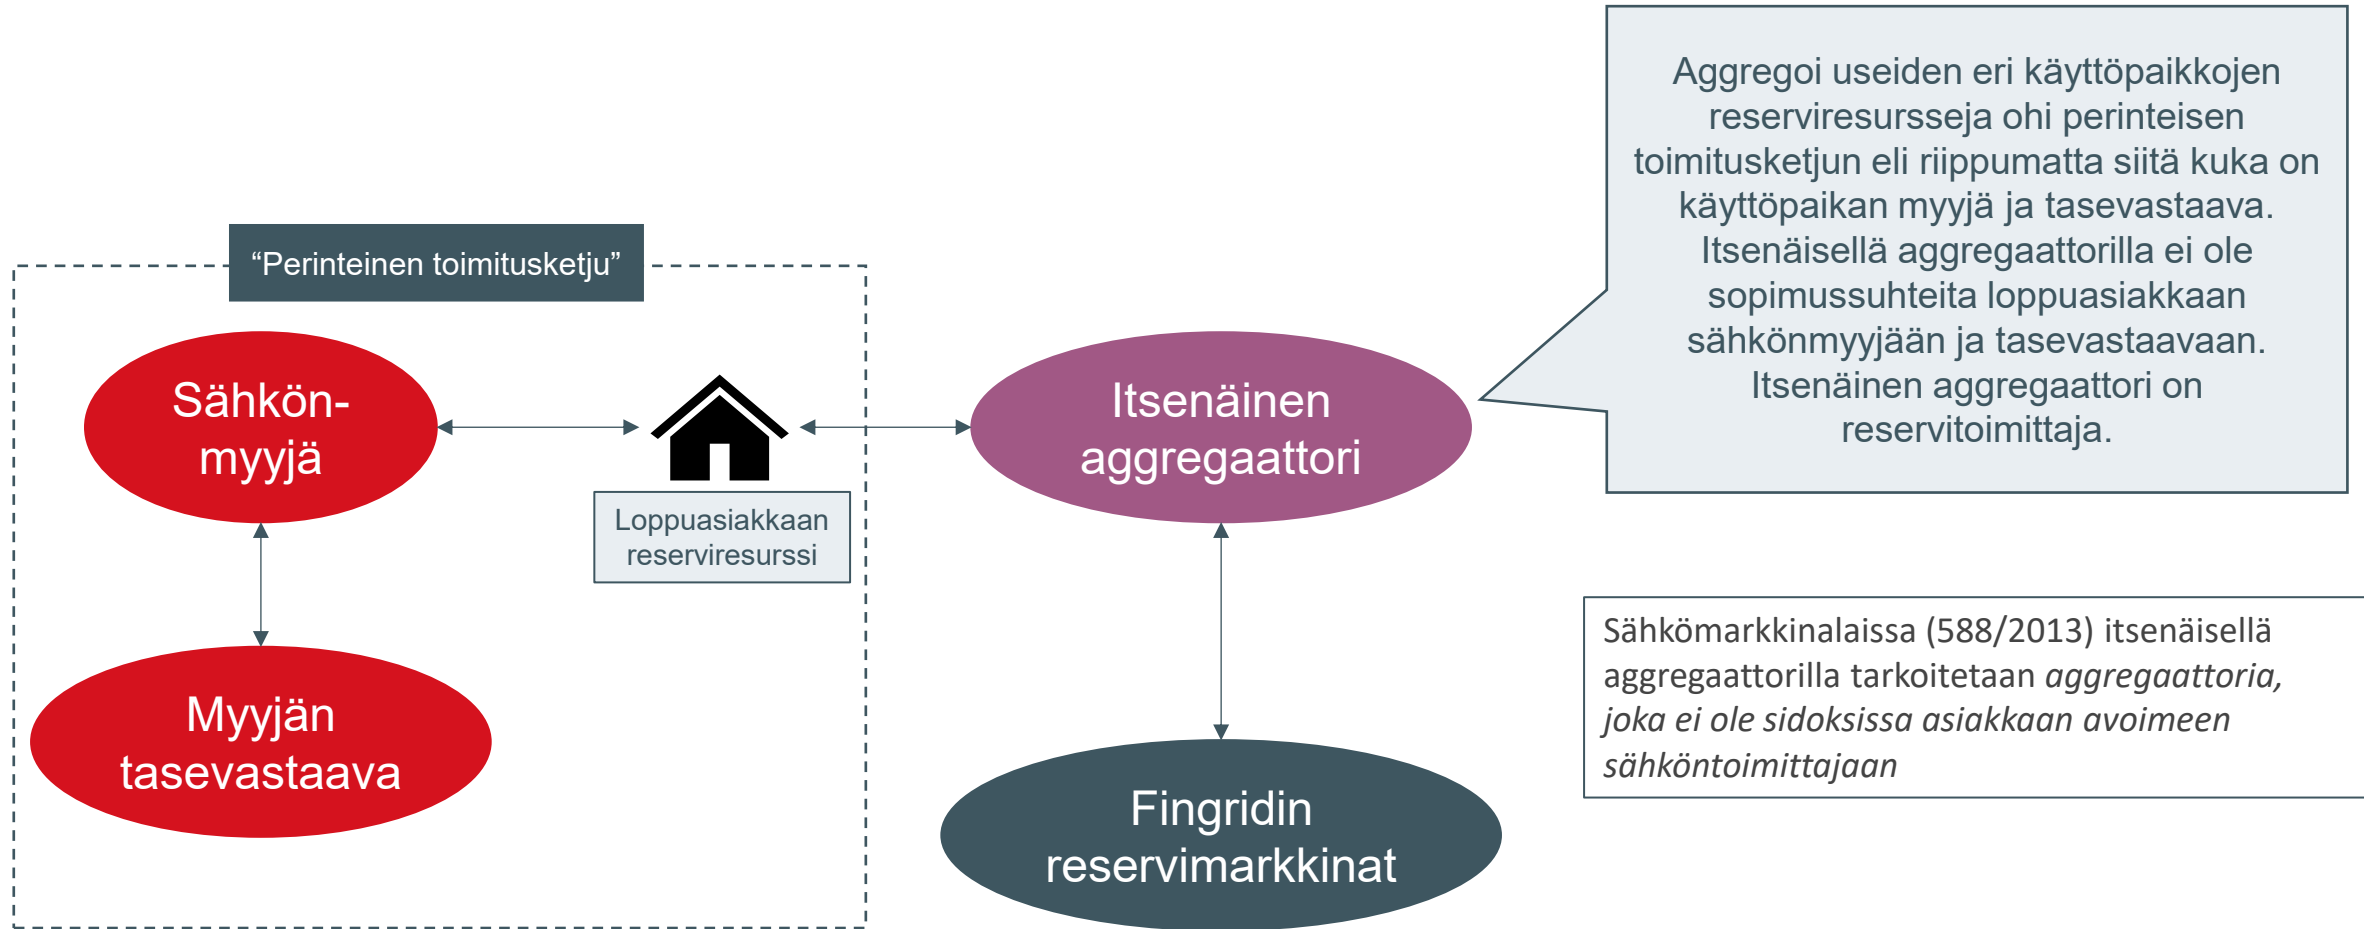 “Perinteinen toimitusketju”
Sähkön-
myyjä
Loppuasiakkaan
reserviresurssi
Myyjän
tasevastaava
Itsenäinen
aggregaattori
Fingridin
reservimarkkinat
Aggregoi useiden eri käyttöpaikkojen
reserviresursseja ohi perinteisen
toimitusketjun eli riippumatta siitä kuka on
käyttöpaikan myyjä ja tasevastaava.
Itsenäisellä aggregaattorilla ei ole
sopimussuhteita loppuasiakkaan
sähkönmyyjään ja tasevastaavaan.
Itsenäinen aggregaattori on
reservitoimittaja.
Sähkömarkkinalaissa (588/2013) itsenäisellä
aggregaattorilla tarkoitetaan aggregaattoria,
joka ei ole sidoksissa asiakkaan avoimeen
sähköntoimittajaan